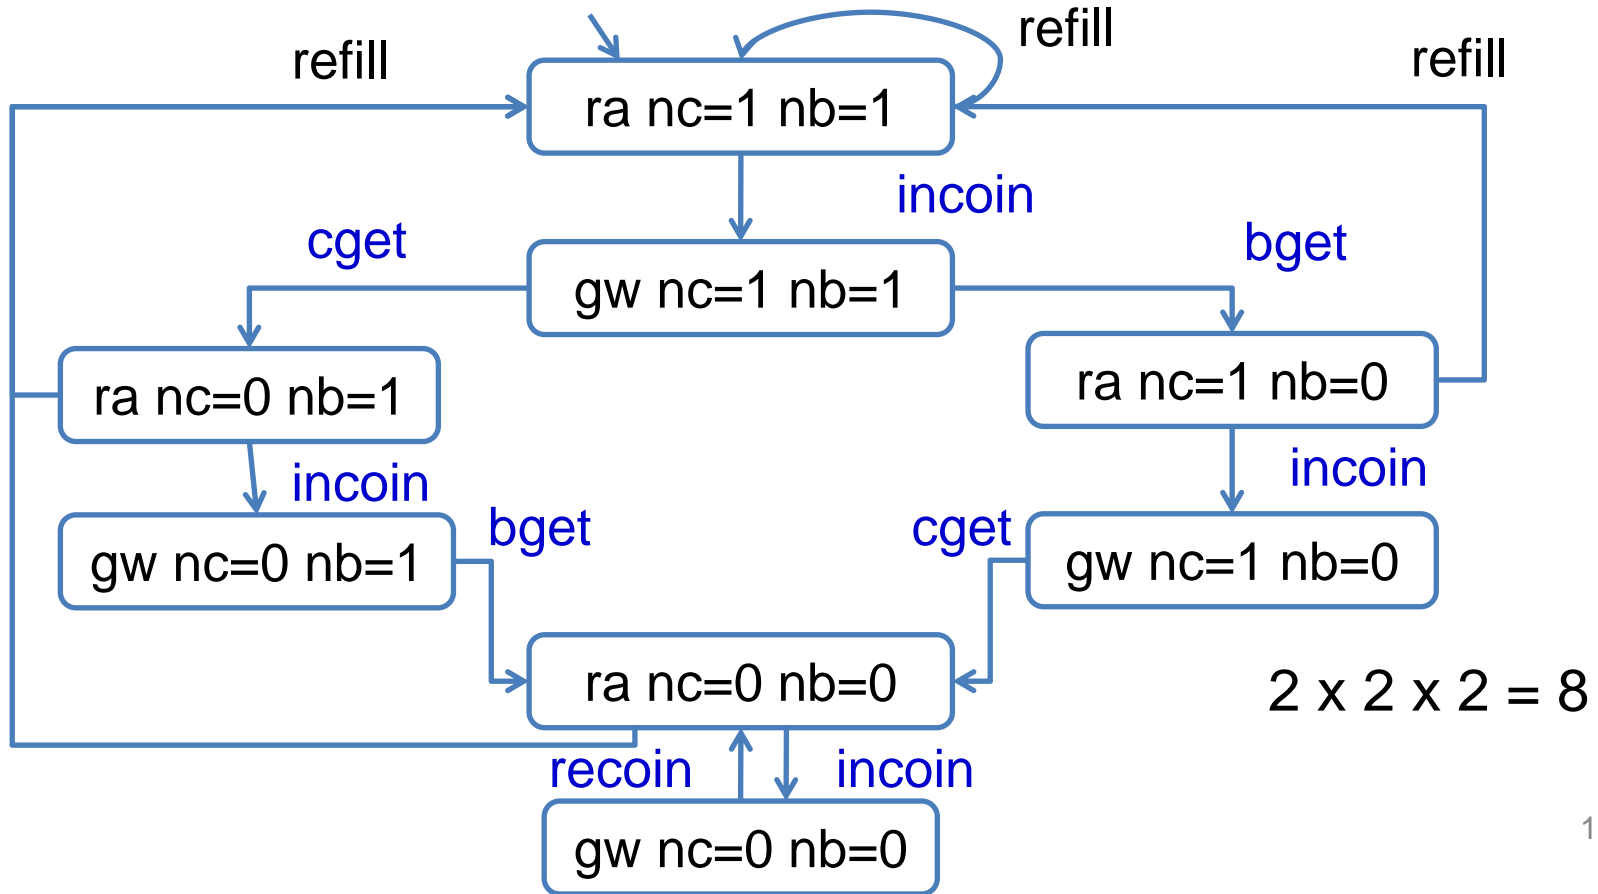 refill
refill
refill
ra nc=1 nb=1
incoin
cget
bget
gw nc=1 nb=1
ra nc=0 nb=1
ra nc=1 nb=0
incoin
incoin
bget
cget
gw nc=0 nb=1
gw nc=1 nb=0
ra nc=0 nb=0
2 x 2 x 2 = 8
recoin
incoin
gw nc=0 nb=0
1